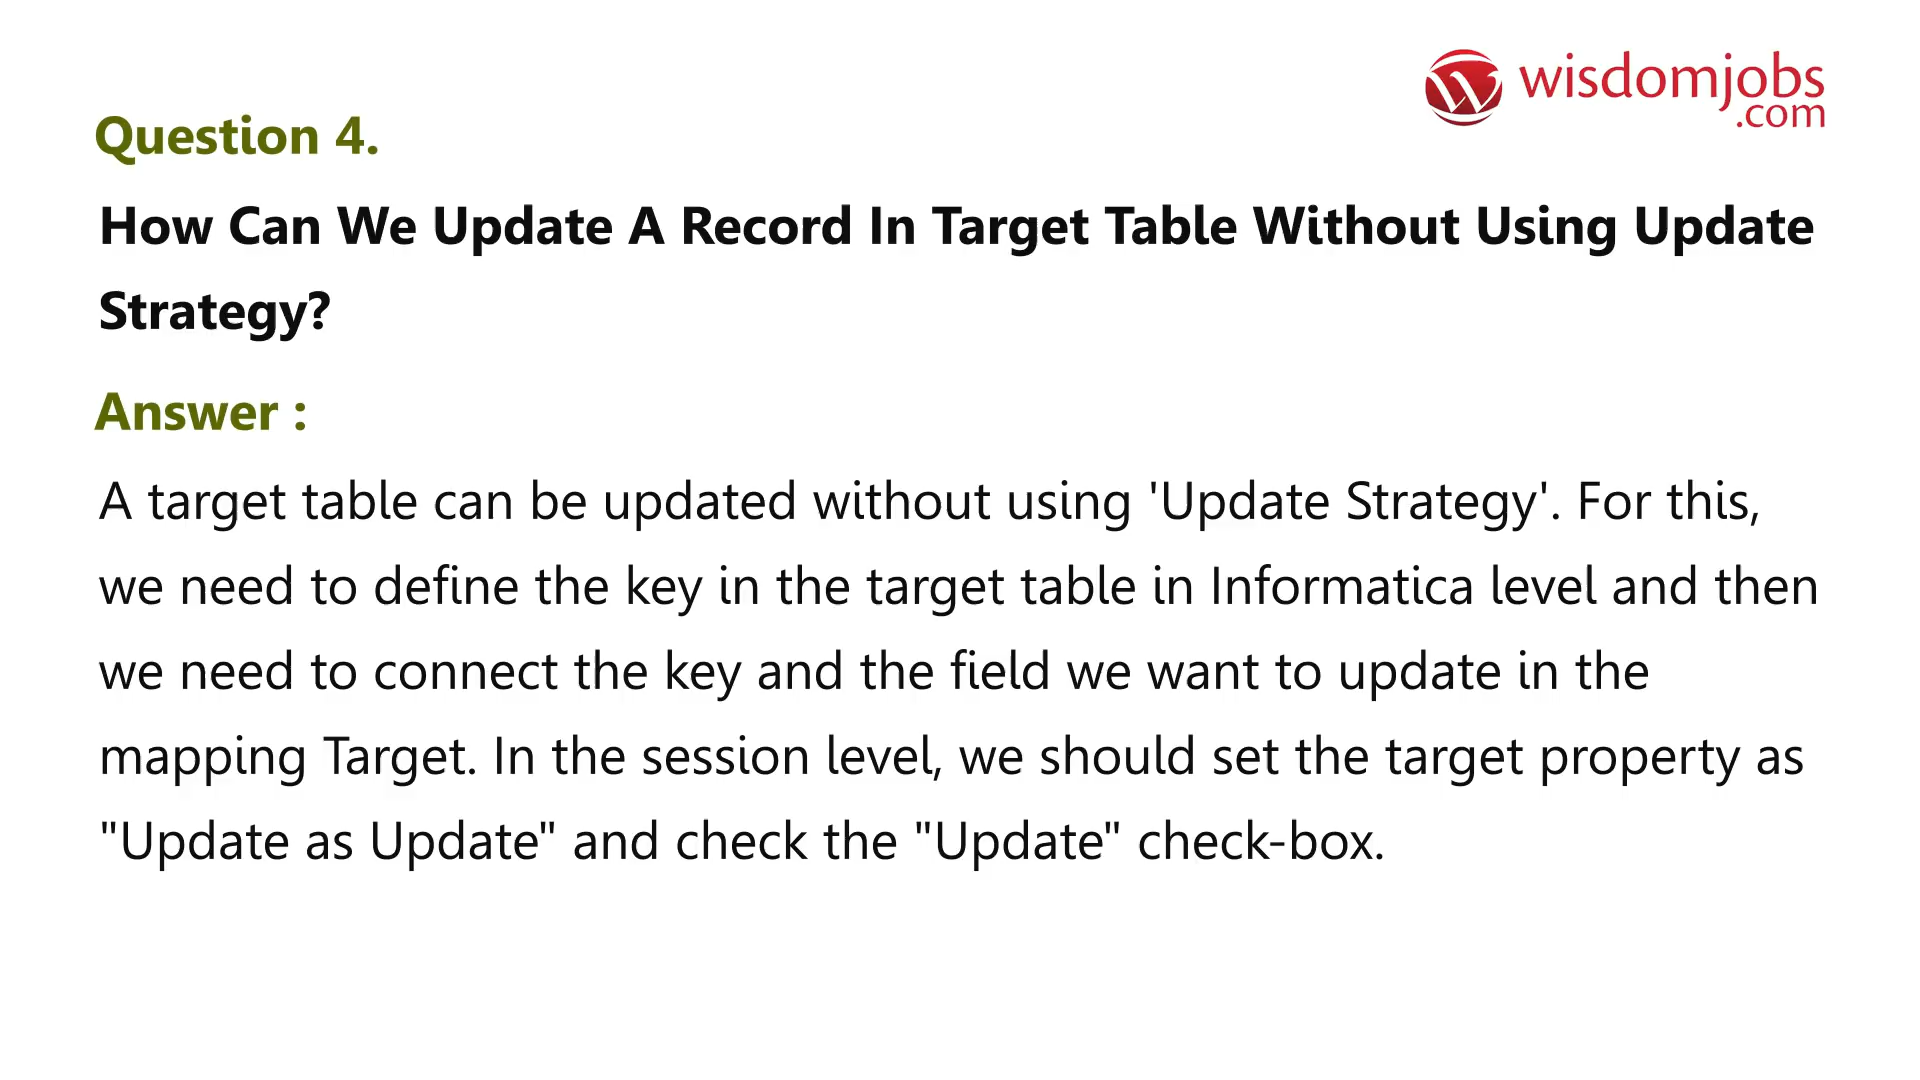 wisdomjobs
.com
Question 4.
How Can We Update A Record In Target Table Without Using Update
Strategy?
Answer :
A target table can be updated without using 'Update Strategy'. For this,
we need to define the key in the target table in Informatica level and then
we need to connect the key and the field we want to update in the
mapping Target. In the session level, we should set the target property as
"Update as Update" and check the "Update" check-box.